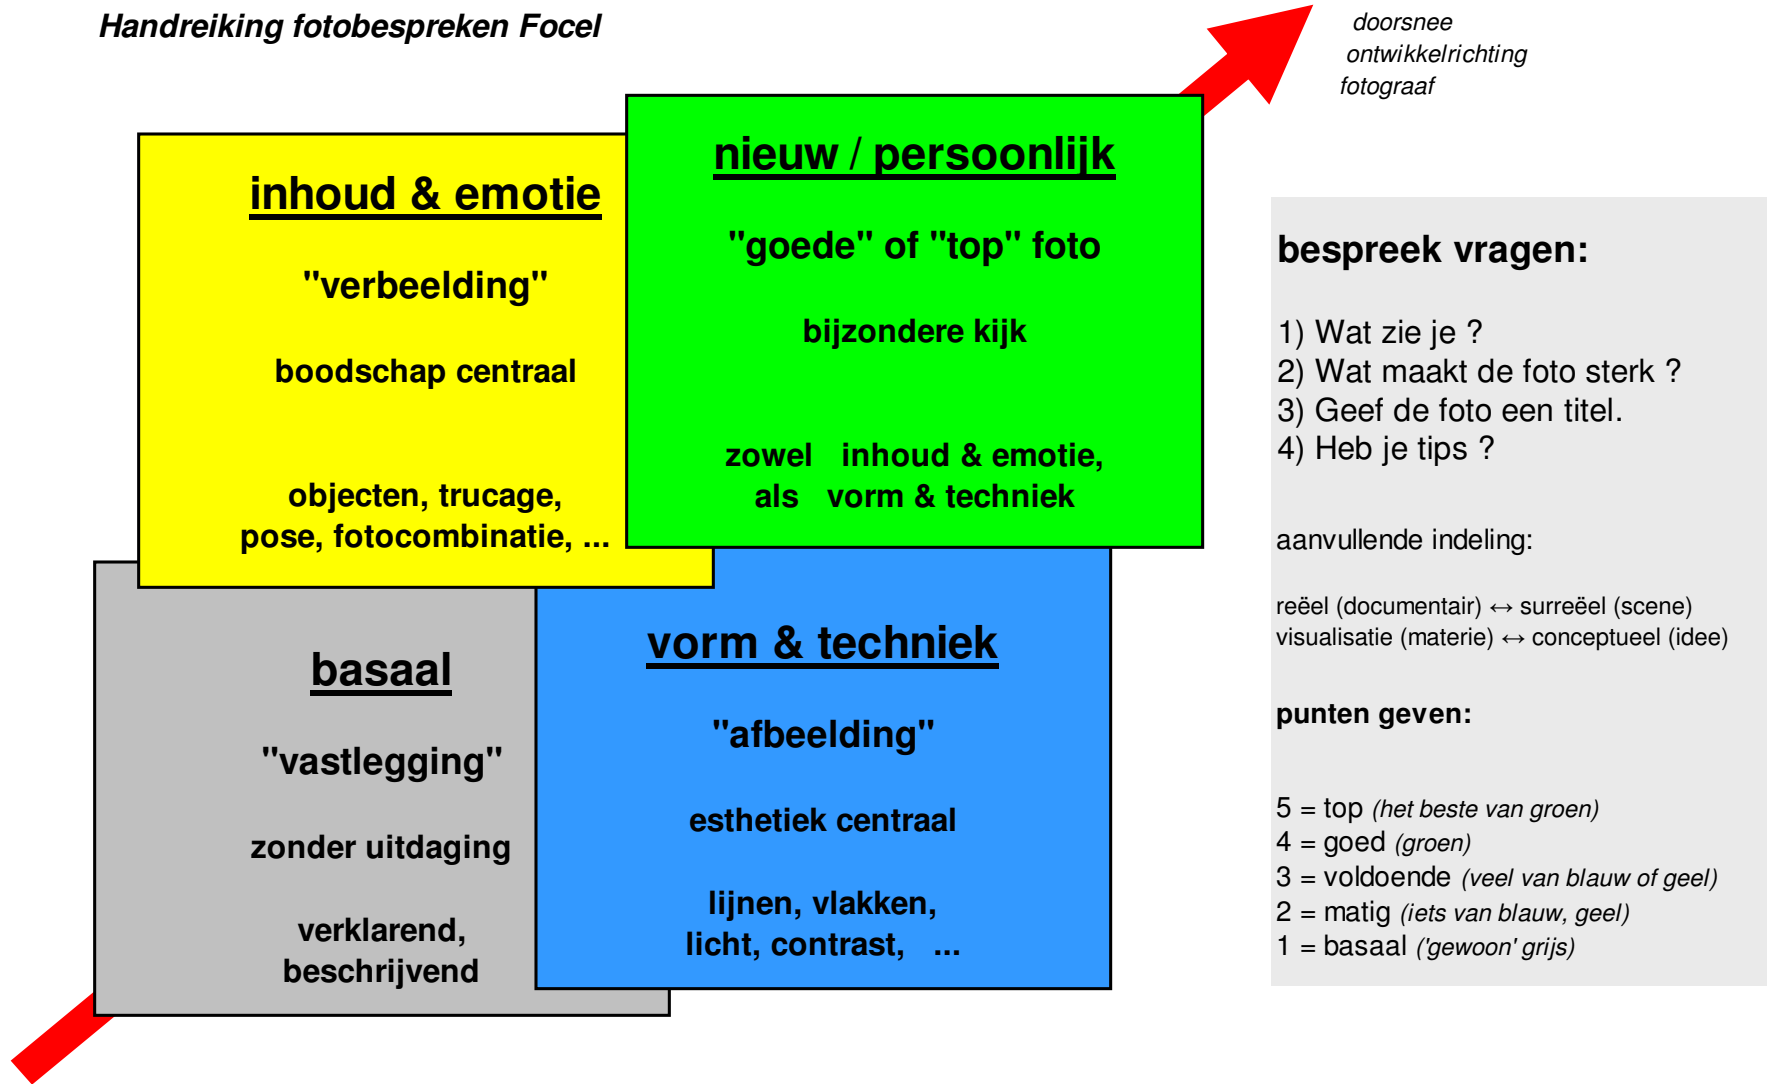 Handreiking fotobespreken Focel
doorsnee
ontwikkelrichting
fotograaf
inhoud & emotie
"verbeelding"
boodschap centraal
objecten, trucage,
pose, fotocombinatie, ...
nieuw / persoonlijk
"goede" of "top" foto
bijzondere kijk
zowel inhoud & emotie,
als vorm & techniek
basaal
"vastlegging"
zonder uitdaging
verklarend,
beschrijvend
vorm & techniek
"afbeelding"
esthetiek centraal
lijnen, vlakken,
licht, contrast, ...
bespreek vragen:
1) Wat zie je ?
2) Wat maakt de foto sterk ?
3) Geef de foto een titel.
4) Heb je tips ?
aanvullende indeling:
reëel (documentair) ↔ surreëel (scene)
visualisatie (materie) ↔ conceptueel (idee)
punten geven:
5 = top (het beste van groen)
4 = goed (groen)
3 = voldoende (veel van blauw of geel)
2 = matig (iets van blauw, geel)
1 = basaal ('gewoon' grijs)